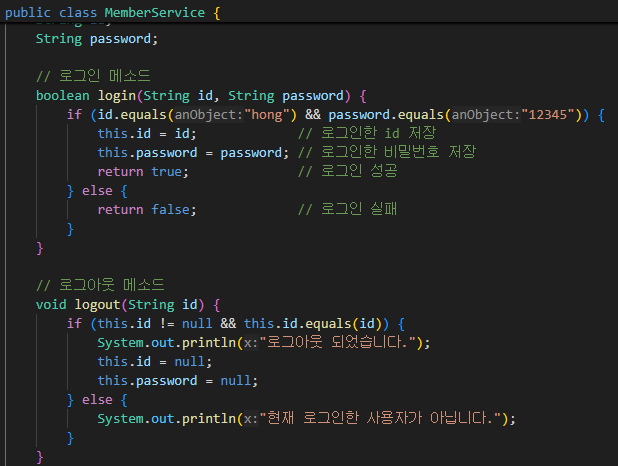 public class MemberService {
String password;
// 로그인 메소드
boolean login(String id, String password) {
if (id.equals(anObject:"hong") && password.equals(anObject:"12345")) {
this.id = id; // 로그인한 id 저장
this.password = password; // 로그인한 비밀번호 저장
return true; // 로그인 성공
} else {
return false; // 로그인 실패
}
}
// 로그아웃 메소드
void logout(String id) {
if (this.id != null && this.id.equals(id)) {
System.out.println(x:"로그아웃 되었습니다.");
this.id = null;
this.password = null;
} else {
System.out.println(x:"현재 로그인한 사용자가 아닙니다.");
}
}